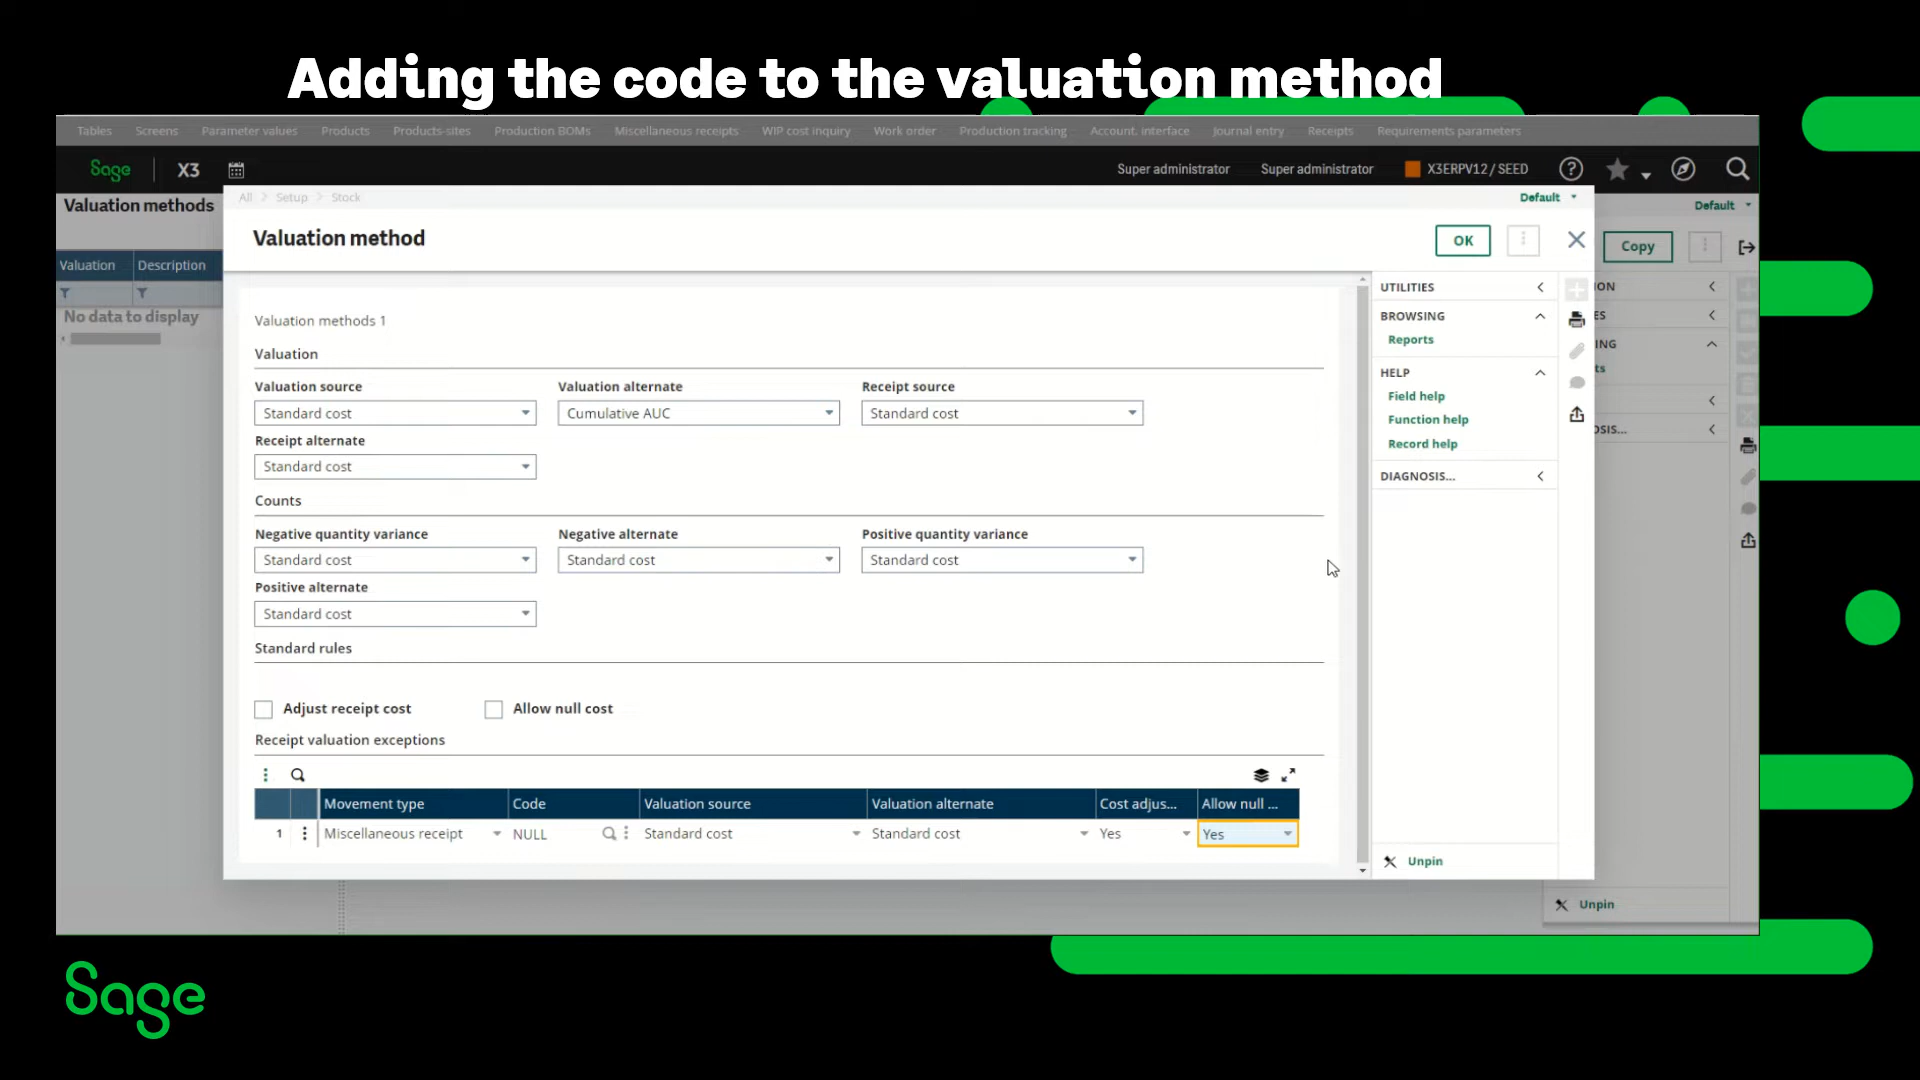 Adding the code to the valuation method
Tables Screens Parameter values Products Products-sites Production BOMs Miscellaneous receipts WIP cost inquiry Work order Production tracking Account. interface Journal entry Receipts Requirements parameters
Sage X3 Super administrator Super administrator X3ERPV12 / SEED
Valuation methods
All > Setup > Stock
Default
Default
Valuation method
OK
Copy
Valuation Description
No data to display
Valuation methods 1
Valuation
Valuation source Valuation alternate Receipt source
Standard cost Cumulative AUC Standard cost
Receipt alternate
Standard cost
Counts
Negative quantity variance Negative alternate Positive quantity variance
Standard cost Standard cost Standard cost
Positive alternate
Standard cost
Standard rules
Adjust receipt cost Allow null cost
Receipt valuation exceptions
Movement type Code Valuation source Valuation alternate Cost adjus... Allow null ...
1 Miscellaneous receipt NULL Standard cost Standard cost Yes Yes
UTILITIES
BROWSING
Reports
HELP
Field help
Function help
Record help
DIAGNOSIS...
Unpin
ON
ES
NG
ts
OSIS...
Unpin
Sage